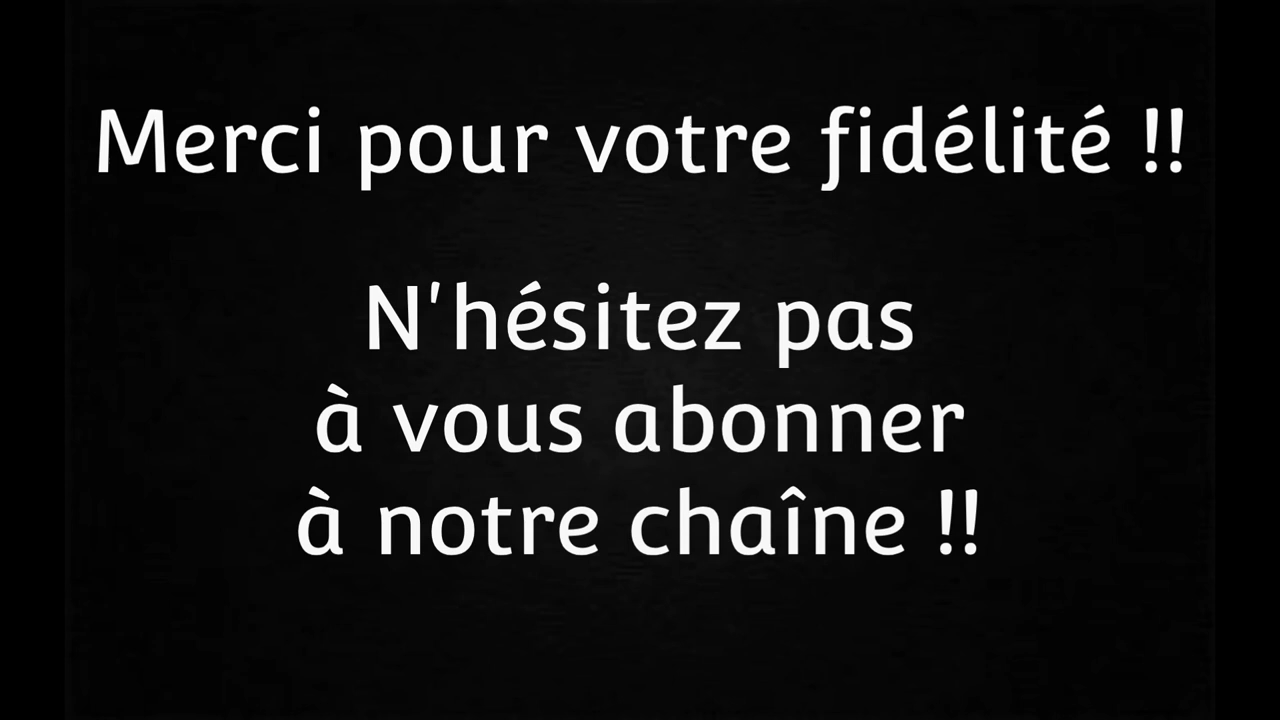 Merci pour votre fidélité !!
N'hésitez pas
à vous abonner
à notre chaîne !!